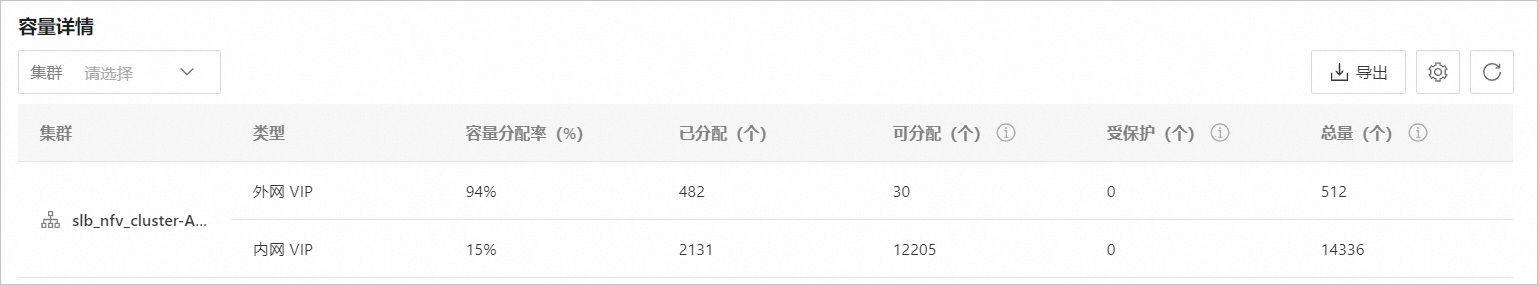 容量详情
集群 请选择 导出
集群 类型 容量分配率（%） 已分配（个） 可分配（个） 受保护（个） 总量（个）
外网 VIP 94% 482 30 0 512
slb_nfv_cluster-A...
内网 VIP 15% 2131 12205 0 14336